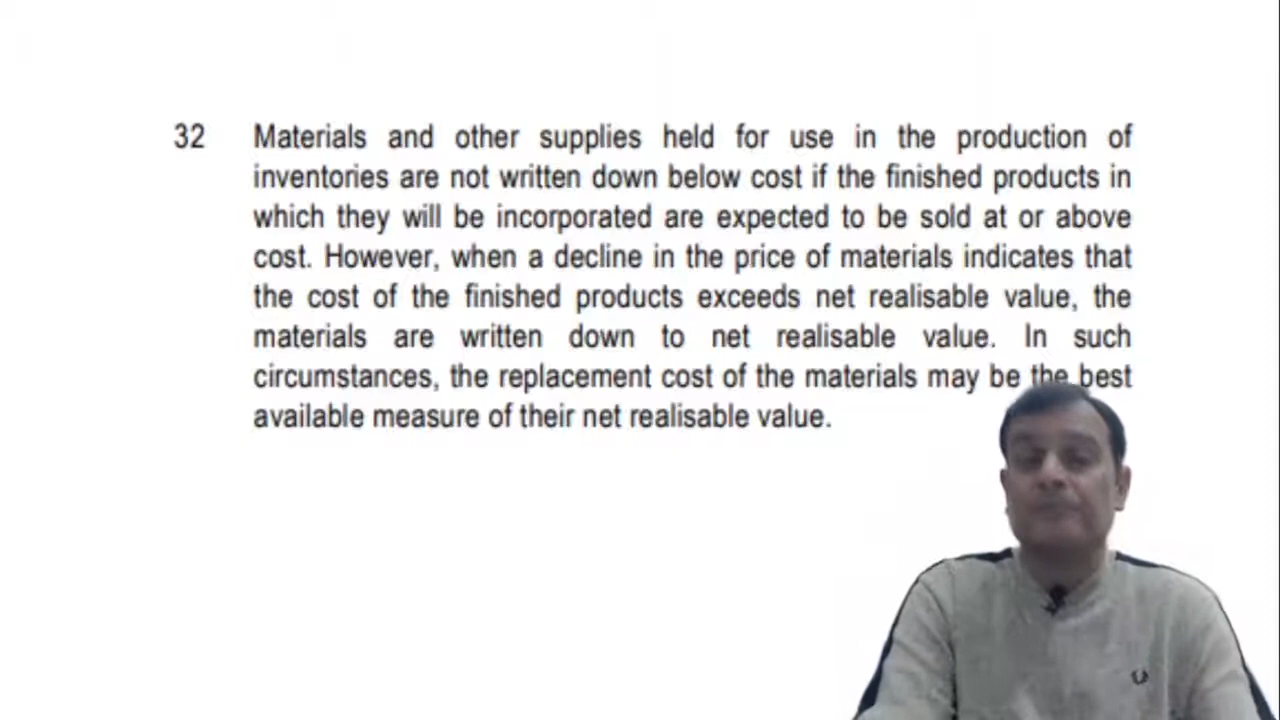 32 Materials and other supplies held for use in the production of
inventories are not written down below cost if the finished products in
which they will be incorporated are expected to be sold at or above
cost. However, when a decline in the price of materials indicates that
the cost of the finished products exceeds net realisable value, the
materials are written down to net realisable value. In such
circumstances, the replacement cost of the materials may be the best
available measure of their net realisable value.